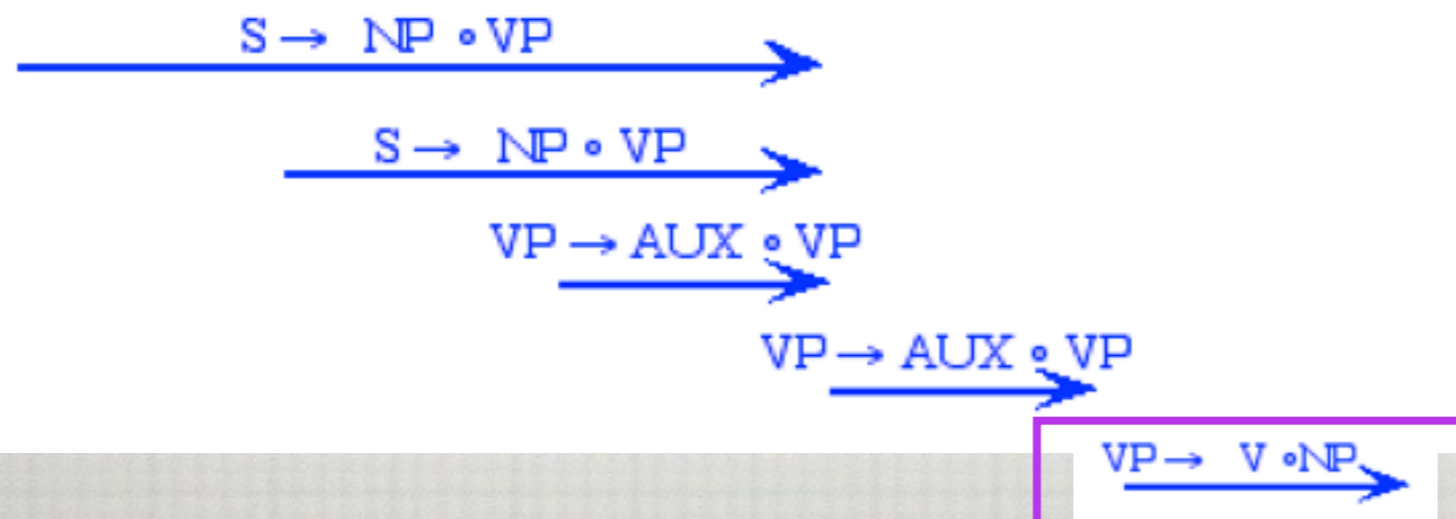 S → NP ∘ VP
S → NP ∘ VP
VP → AUX ∘ VP
VP → AUX ∘ VP
VP → V ∘ NP